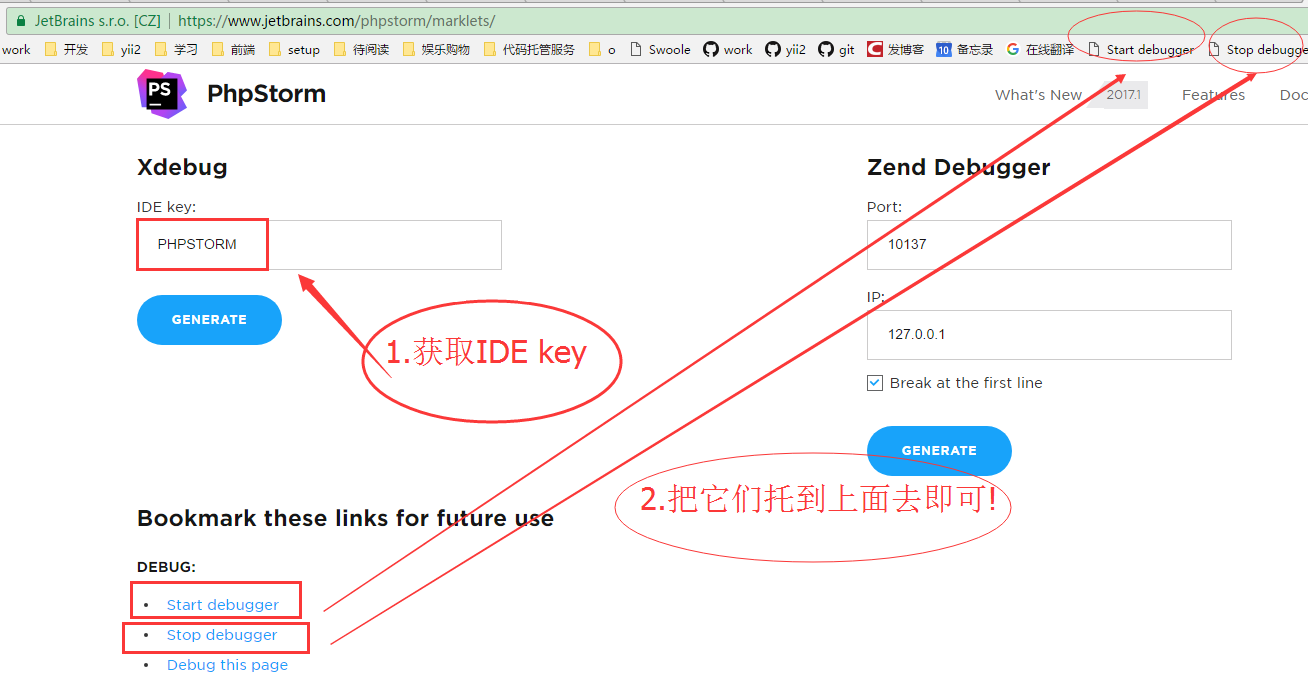 JetBrains s.r.o. [CZ] | https://www.jetbrains.com/phpstorm/marklets/
work 开发 yii2 学习 前端 setup 待阅读 娱乐购物 代码托管服务 o Swoole work yii2 git C 发博客 10 备忘录 G 在线翻译 Start debugger Stop debugge
PS PhpStorm What's New 2017.1 Features Doc
Xdebug
IDE key:
PHPSTORM
GENERATE
1.获取IDE key
Zend Debugger
Port:
10137
IP:
127.0.0.1
Break at the first line
GENERATE
2.把它们托到上面去即可!
Bookmark these links for future use
DEBUG:
• Start debugger
• Stop debugger
• Debug this page